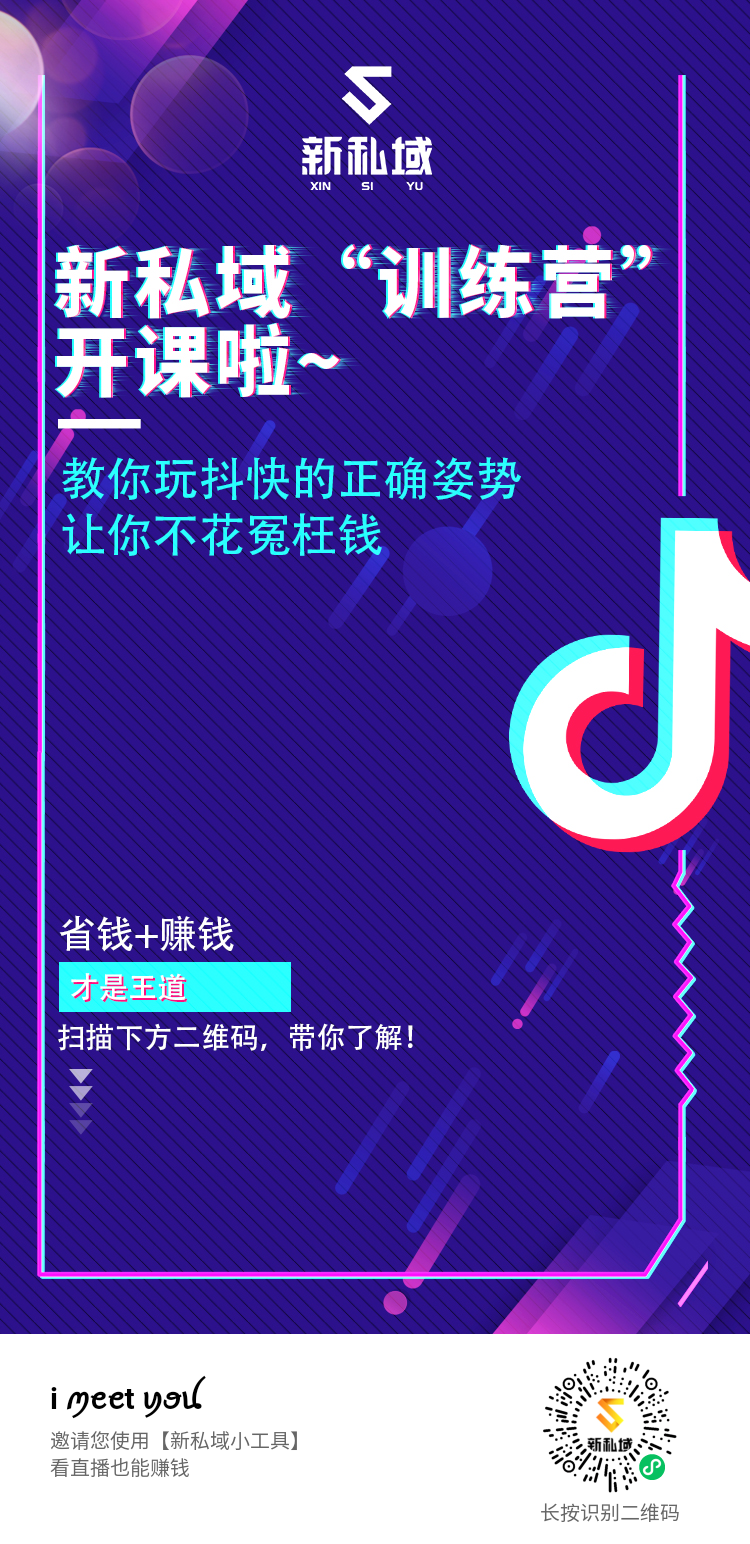 新私域
XIN SI YU
新私域“训练营”
开课啦~
教你玩抖快的正确姿势
让你不花冤枉钱
省钱+赚钱
才是王道
扫描下方二维码，带你了解！
i meet you
邀请您使用【新私域小工具】
看直播也能赚钱
新私域
长按识别二维码